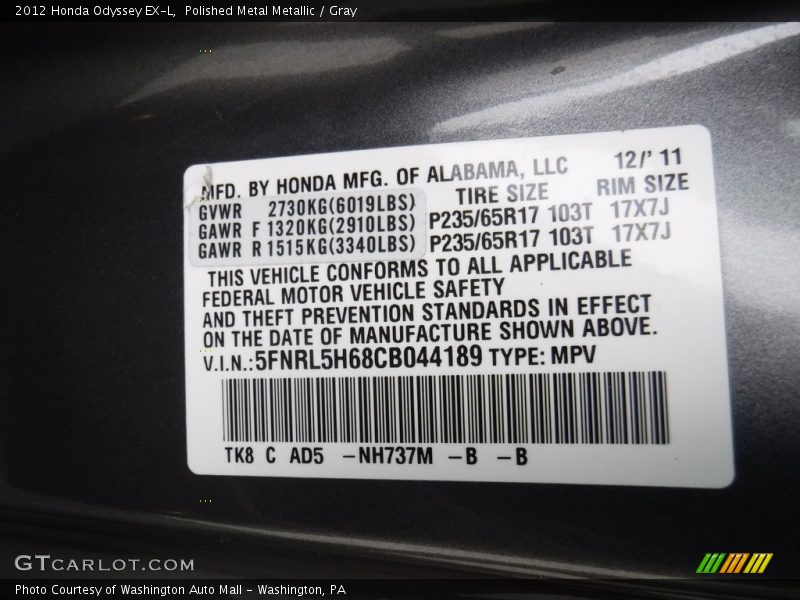 2012 Honda Odyssey EX-L, Polished Metal Metallic / Gray
MFD. BY HONDA MFG. OF ALABAMA, LLC 12/' 11
TIRE SIZE RIM SIZE
GVWR 2730KG(6019LBS)
GAWR F 1320KG(2910LBS) P235/65R17 103T 17X7J
GAWR R 1515KG(3340LBS) P235/65R17 103T 17X7J
THIS VEHICLE CONFORMS TO ALL APPLICABLE
FEDERAL MOTOR VEHICLE SAFETY
AND THEFT PREVENTION STANDARDS IN EFFECT
ON THE DATE OF MANUFACTURE SHOWN ABOVE.
V.I.N.:5FNRL5H68CB044189 TYPE: MPV
TK8 C AD5 -NH737M -B -B
GTCARLOT.COM
Photo Courtesy of Washington Auto Mall - Washington, PA